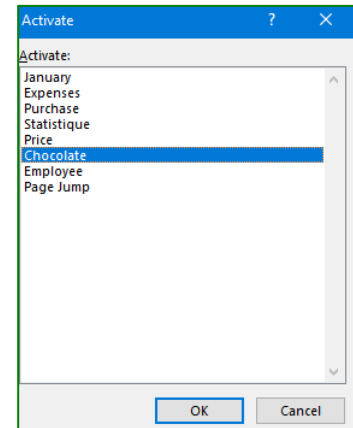 Activate ? ×
Activate:
January
Expenses
Purchase
Statistique
Price
Chocolate
Employee
Page Jump
OK Cancel